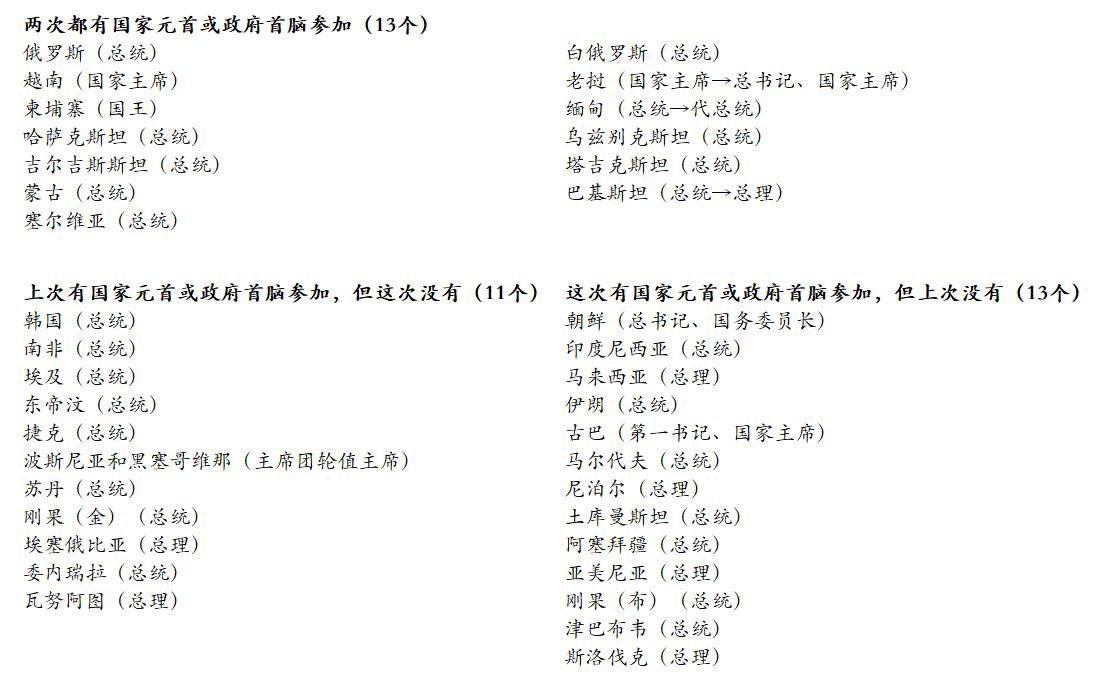 两次都有国家元首或政府首脑参加（13个）
俄罗斯（总统）
越南（国家主席）
柬埔寨（国王）
哈萨克斯坦（总统）
吉尔吉斯斯坦（总统）
蒙古（总统）
塞尔维亚（总统）
白俄罗斯（总统）
老挝（国家主席→总书记、国家主席）
缅甸（总统→代总统）
乌兹别克斯坦（总统）
塔吉克斯坦（总统）
巴基斯坦（总统→总理）
上次有国家元首或政府首脑参加，但这次没有（11个）
韩国（总统）
南非（总统）
埃及（总统）
东帝汶（总统）
捷克（总统）
波斯尼亚和黑塞哥维那（主席团轮值主席）
苏丹（总统）
刚果（金）（总统）
埃塞俄比亚（总理）
委内瑞拉（总统）
瓦努阿图（总理）
这次有国家元首或政府首脑参加，但上次没有（13个）
朝鲜（总书记、国务委员长）
印度尼西亚（总统）
马来西亚（总理）
伊朗（总统）
古巴（第一书记、国家主席）
马尔代夫（总统）
尼泊尔（总理）
土库曼斯坦（总统）
阿塞拜疆（总统）
亚美尼亚（总理）
刚果（布）（总统）
津巴布韦（总统）
斯洛伐克（总理）